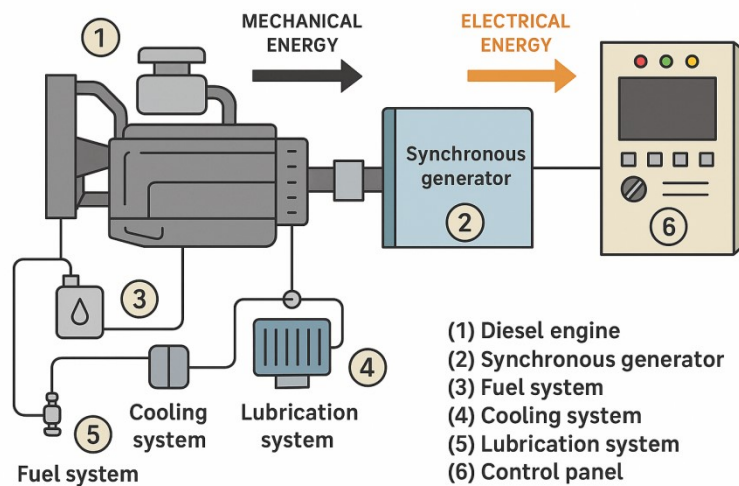 1
MECHANICAL
ENERGY
ELECTRICAL
ENERGY
Synchronous
generator
2
6
3
4
5
Cooling
system
Lubrication
system
Fuel system
(1) Diesel engine
(2) Synchronous generator
(3) Fuel system
(4) Cooling system
(5) Lubrication system
(6) Control panel